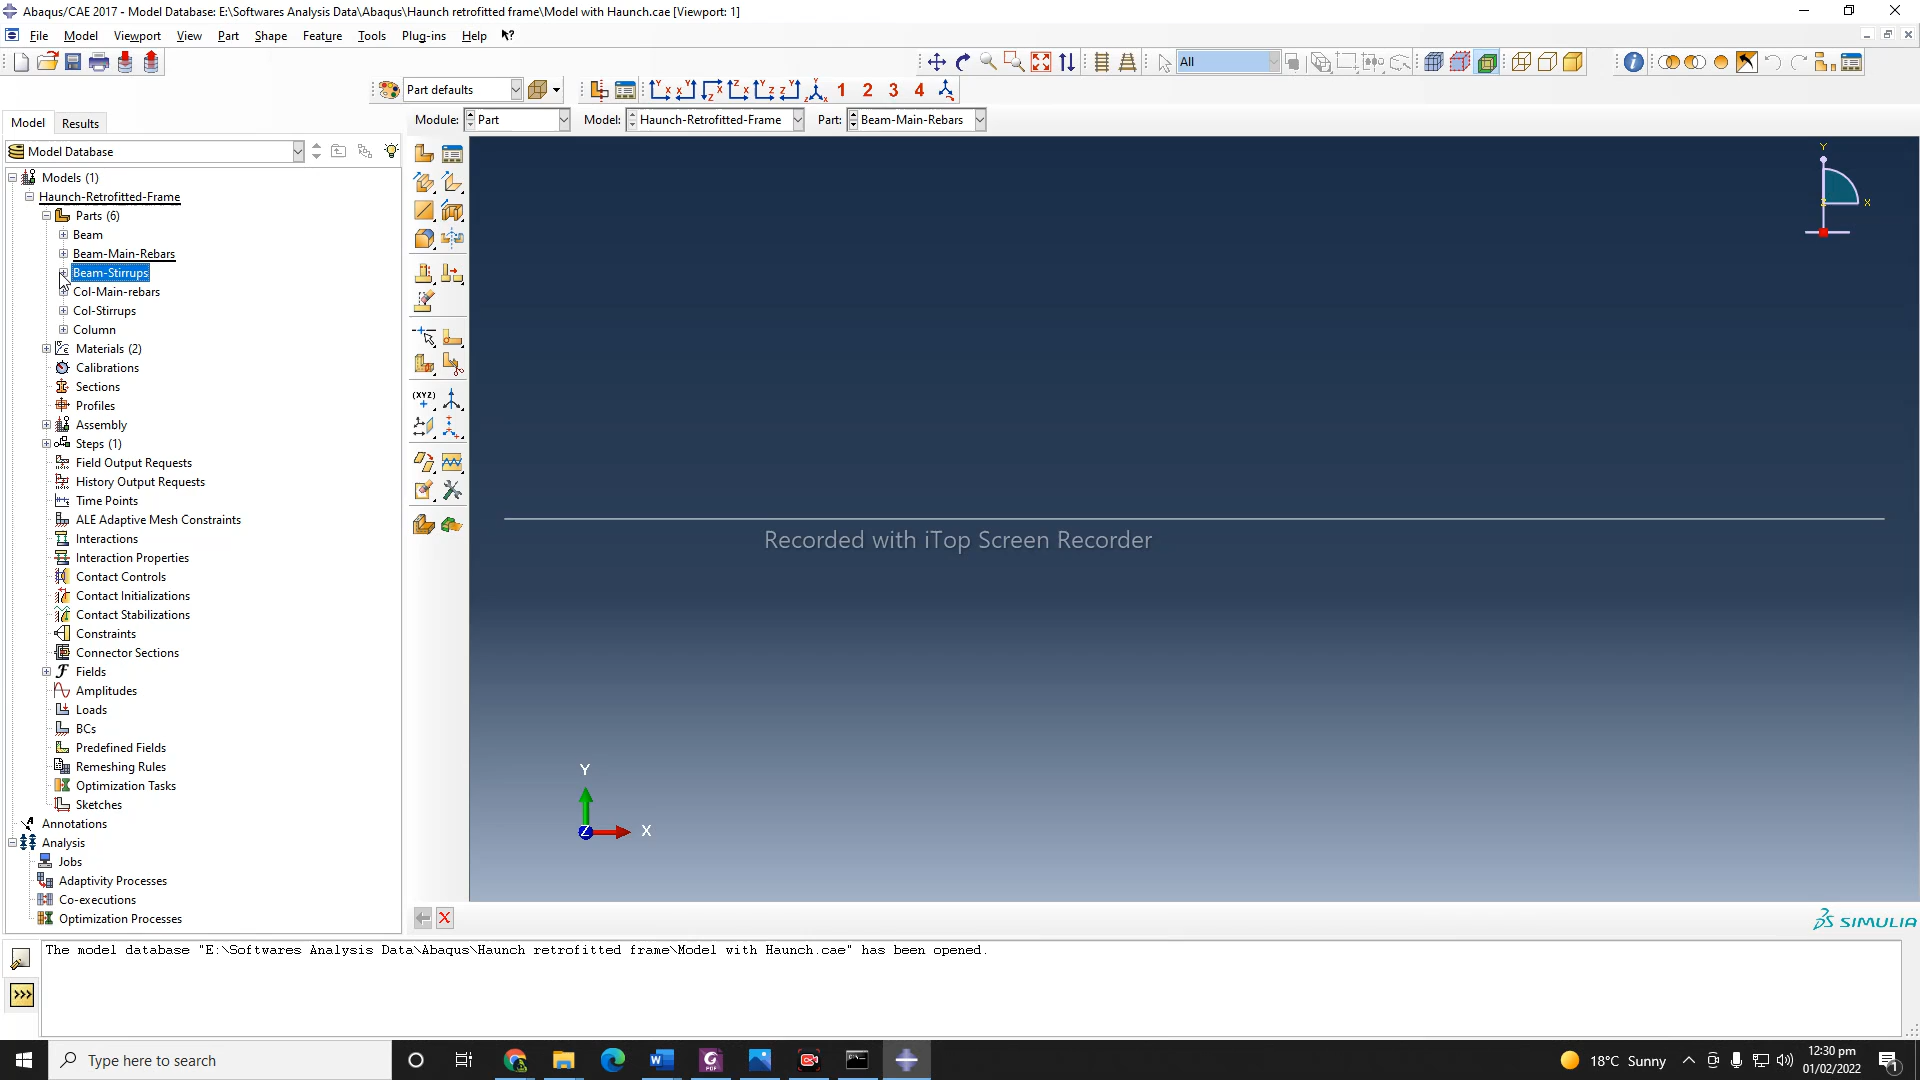 Abaqus/CAE 2017 - Model Database: E:\Softwares Analysis Data\Abaqus\Haunch retrofitted frame\Model with Haunch.cae [Viewport: 1]
File Model Viewport View Part Shape Feature Tools Plug-ins Help
All
Part defaults
1 2 3 4
Model Results
Module: Part Model: Haunch-Retrofitted-Frame Part: Beam-Main-Rebars
Model Database
Models (1)
Haunch-Retrofitted-Frame
Parts (6)
Beam
Beam-Main-Rebars
Beam-Stirrups
Col-Main-rebars
Col-Stirrups
Column
Materials (2)
Calibrations
Sections
Profiles
Assembly
Steps (1)
Field Output Requests
History Output Requests
Time Points
ALE Adaptive Mesh Constraints
Interactions
Interaction Properties
Contact Controls
Contact Initializations
Contact Stabilizations
Constraints
Connector Sections
Fields
Amplitudes
Loads
BCs
Predefined Fields
Remeshing Rules
Optimization Tasks
Sketches
Annotations
Analysis
Jobs
Adaptivity Processes
Co-executions
Optimization Processes
(XYZ)
Y
X
Recorded with iTop Screen Recorder
Y
Z X
SIMULIA
The model database "E:\Softwares Analysis Data\Abaqus\Haunch retrofitted frame\Model with Haunch.cae" has been opened.
>>>
Type here to search
18°C Sunny
12:30 pm
01/02/2022